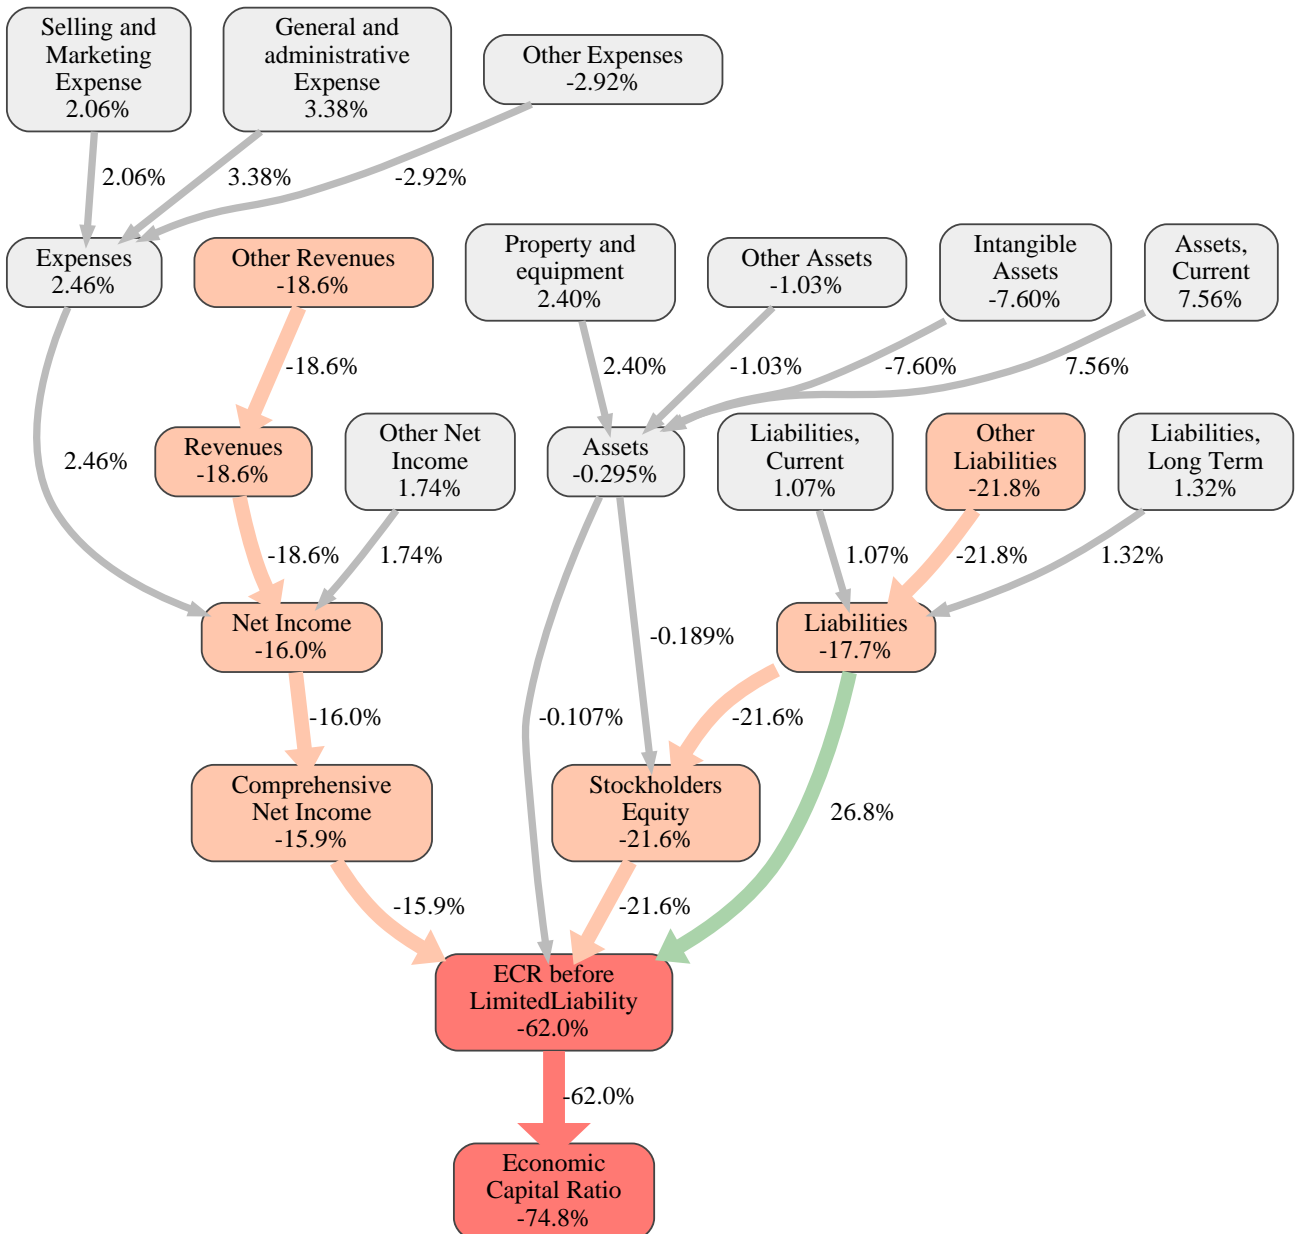 Selling and
Marketing
Expense
2.06%
General and
administrative
Expense
3.38%
Other Expenses
-2.92%
2.06%
3.38%
-2.92%
Expenses
2.46%
Other Revenues
-18.6%
Property and
equipment
2.40%
Other Assets
-1.03%
Intangible
Assets
-7.60%
Assets,
Current
7.56%
-18.6%
2.40%
-1.03%
-7.60%
7.56%
Revenues
-18.6%
Other Net
Income
1.74%
Assets
-0.295%
Liabilities,
Current
1.07%
Other
Liabilities
-21.8%
Liabilities,
Long Term
1.32%
2.46%
-18.6%
1.74%
1.07%
-21.8%
1.32%
Net Income
-16.0%
-0.189%
Liabilities
-17.7%
-16.0%
-0.107%
-21.6%
Comprehensive
Net Income
-15.9%
Stockholders
Equity
-21.6%
26.8%
-15.9%
-21.6%
ECR before
LimitedLiability
-62.0%
-62.0%
Economic
Capital Ratio
-74.8%